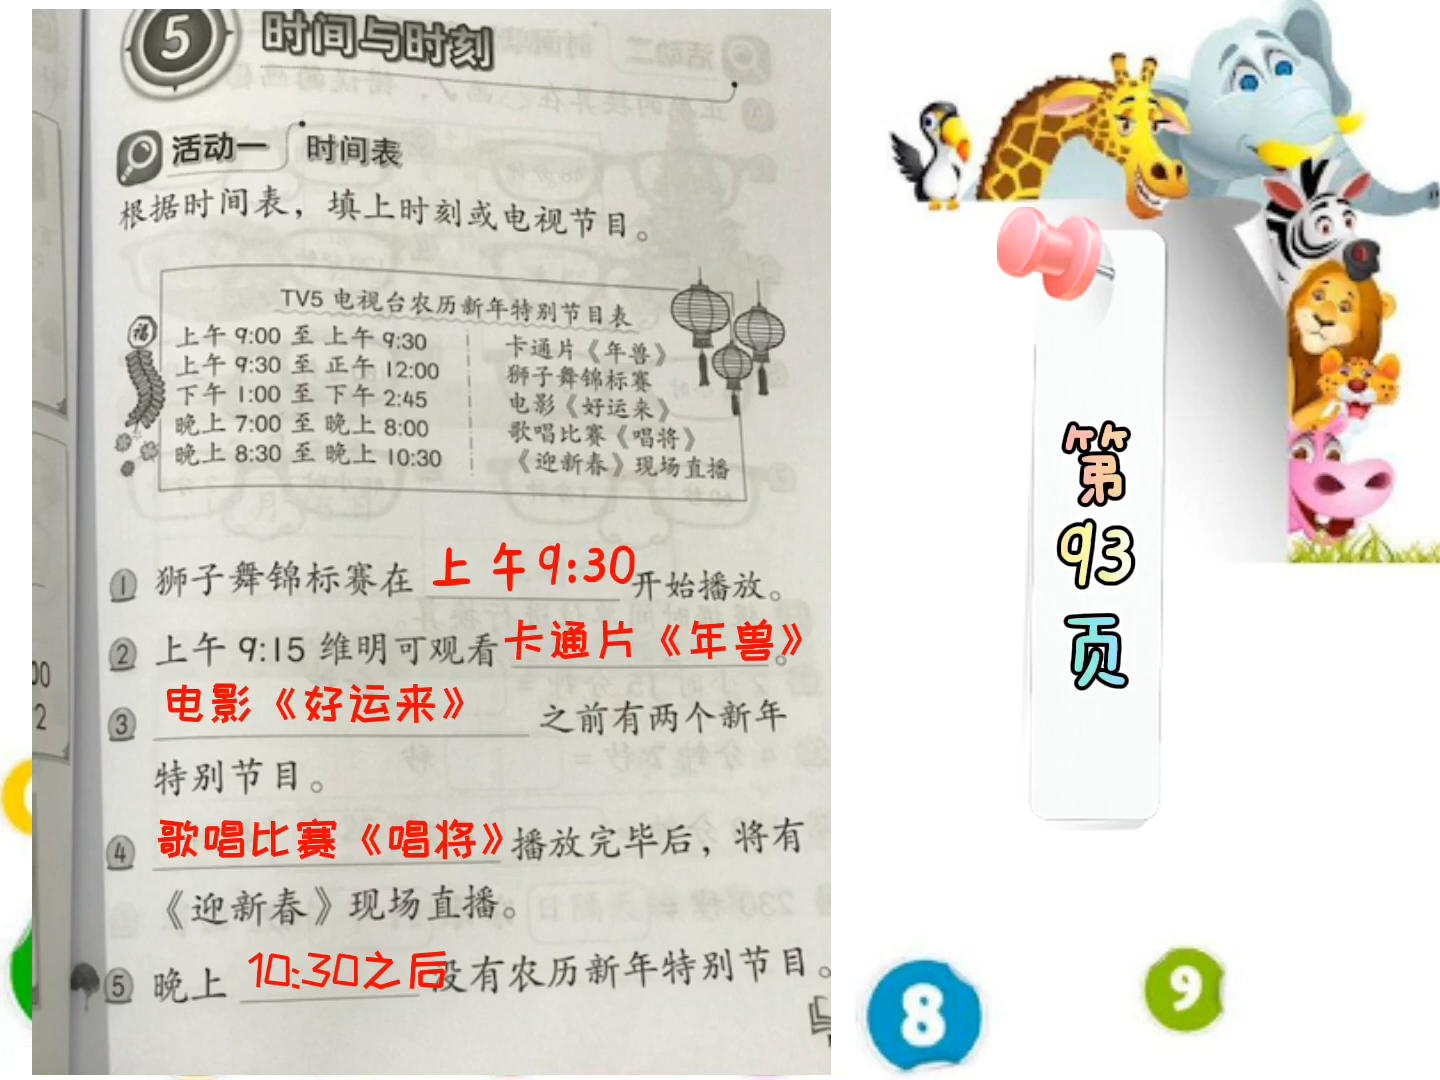 5 时间与时刻
活动一 时间表
根据时间表，填上时刻或电视节目。
TV5 电视台农历新年特别节目表
福
上午 9:00 至 上午 9:30 卡通片《年兽》
上午 9:30 至 正午 12:00 狮子舞锦标赛
下午 1:00 至 下午 2:45 电影《好运来》
晚上 7:00 至 晚上 8:00 歌唱比赛《唱将》
晚上 8:30 至 晚上 10:30 《迎新春》现场直播
1 狮子舞锦标赛在 上午9:30 开始播放。
2 上午 9:15 维明可观看 卡通片《年兽》。
3 电影《好运来》 之前有两个新年
特别节目。
4 歌唱比赛《唱将》播放完毕后，将有
《迎新春》现场直播。
5 晚上 10:30之后 没有农历新年特别节目。
第
93
页
8
9